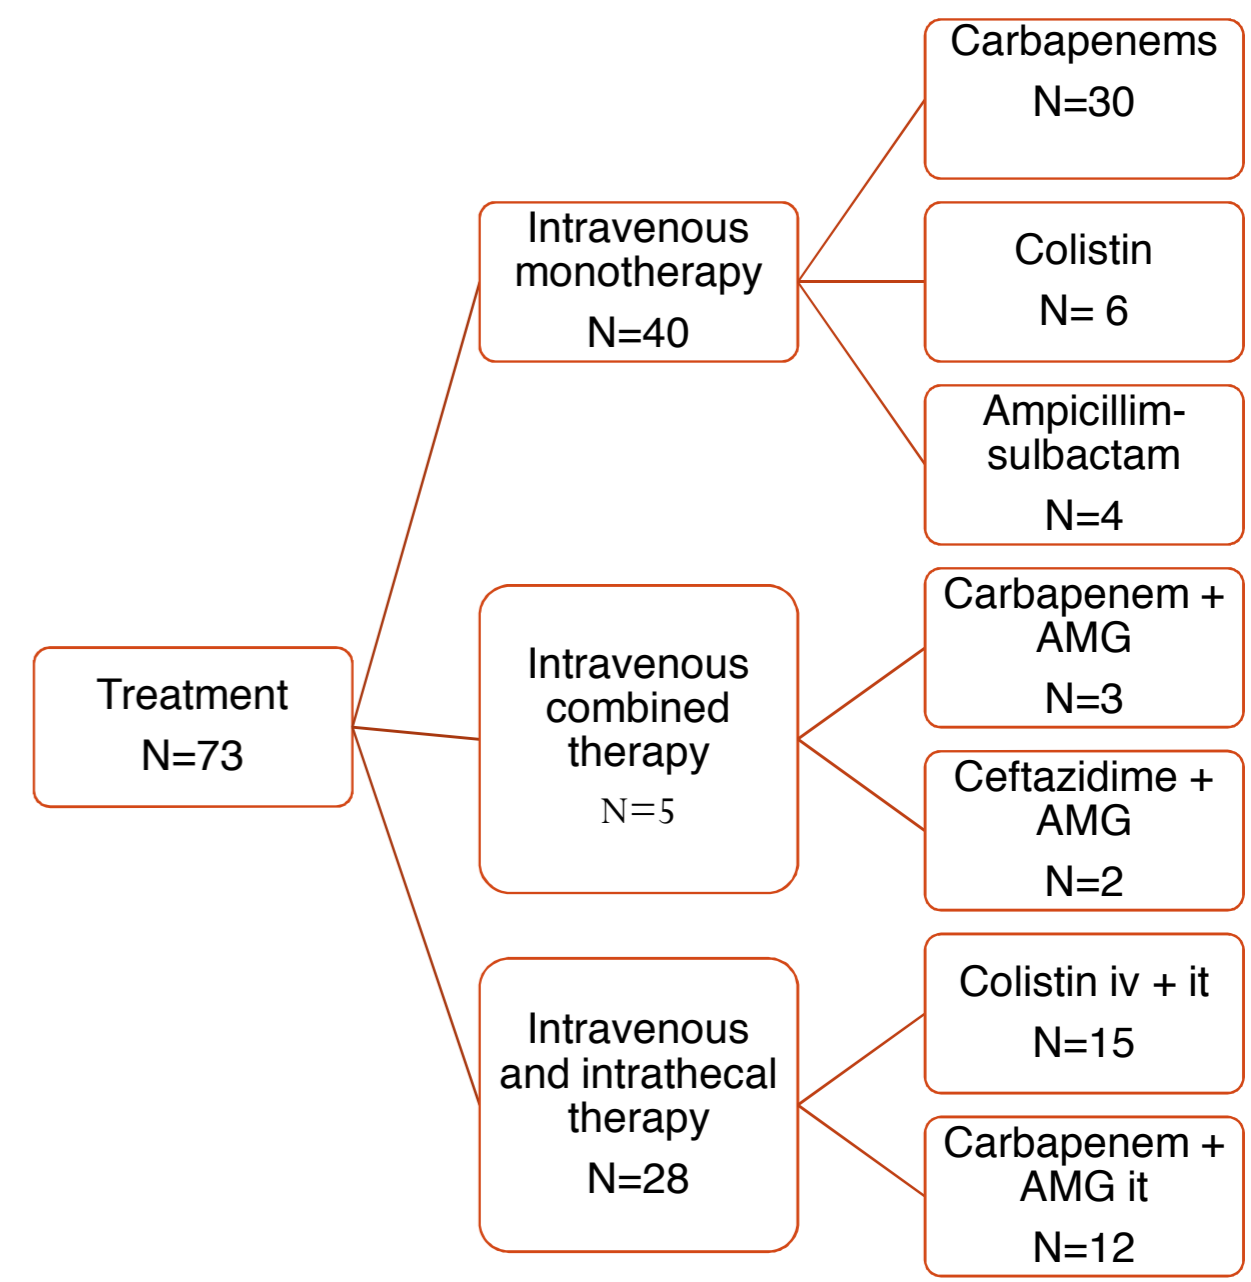 Treatment
N=73
Intravenous
monotherapy
N=40
Carbapenems
N=30
Colistin
N= 6
Ampicillim-
sulbactam
N=4
Intravenous
combined
therapy
N=5
Carbapenem +
AMG
N=3
Ceftazidime +
AMG
N=2
Intravenous
and intrathecal
therapy
N=28
Colistin iv + it
N=15
Carbapenem +
AMG it
N=12